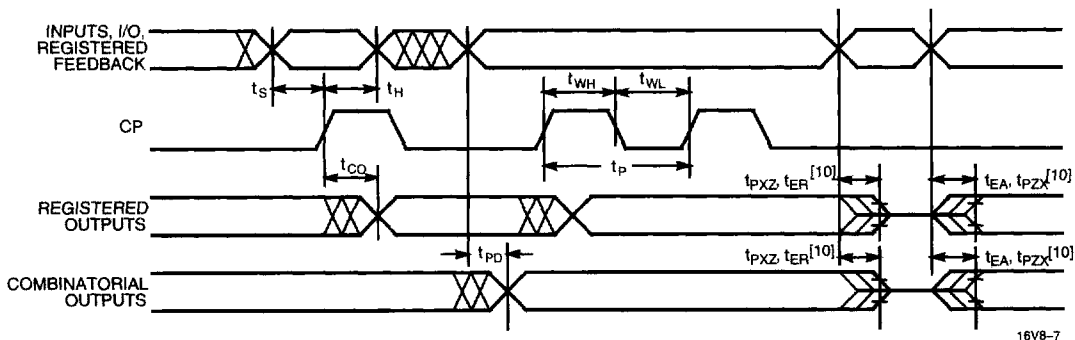 INPUTS, I/O,
REGISTERED
FEEDBACK
tS
tH
tWH
tWL
CP
tCO
tP
tPXZ, tER[10]
tEA, tPZX[10]
REGISTERED
OUTPUTS
tPD
tPXZ, tER[10]
tEA, tPZX[10]
COMBINATORIAL
OUTPUTS
16V8–7